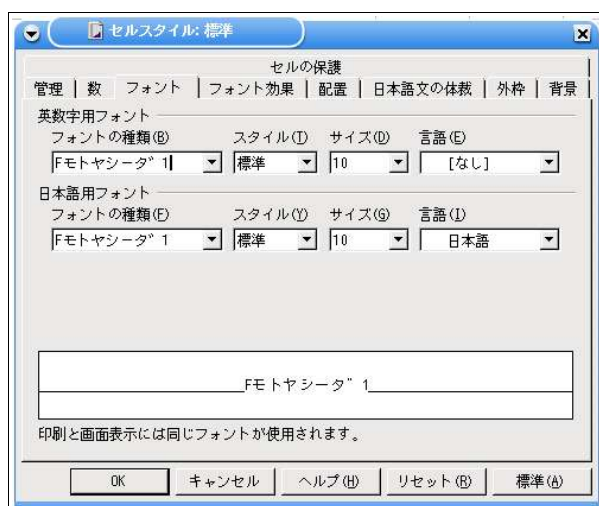 セルスタイル: 標準
セルの保護
管理 数 フォント フォント効果 配置 日本語文の体裁 外枠 背景
英数字用フォント
フォントの種類(B) スタイル(T) サイズ(D) 言語(E)
Fモトヤシータ゛1 標準 10 [なし]
日本語用フォント
フォントの種類(F) スタイル(Y) サイズ(G) 言語(I)
Fモトヤシータ゛1 標準 10 日本語
Fモトヤシータ゛1
印刷と画面表示には同じフォントが使用されます。
OK キャンセル ヘルプ(H) リセット(R) 標準(A)